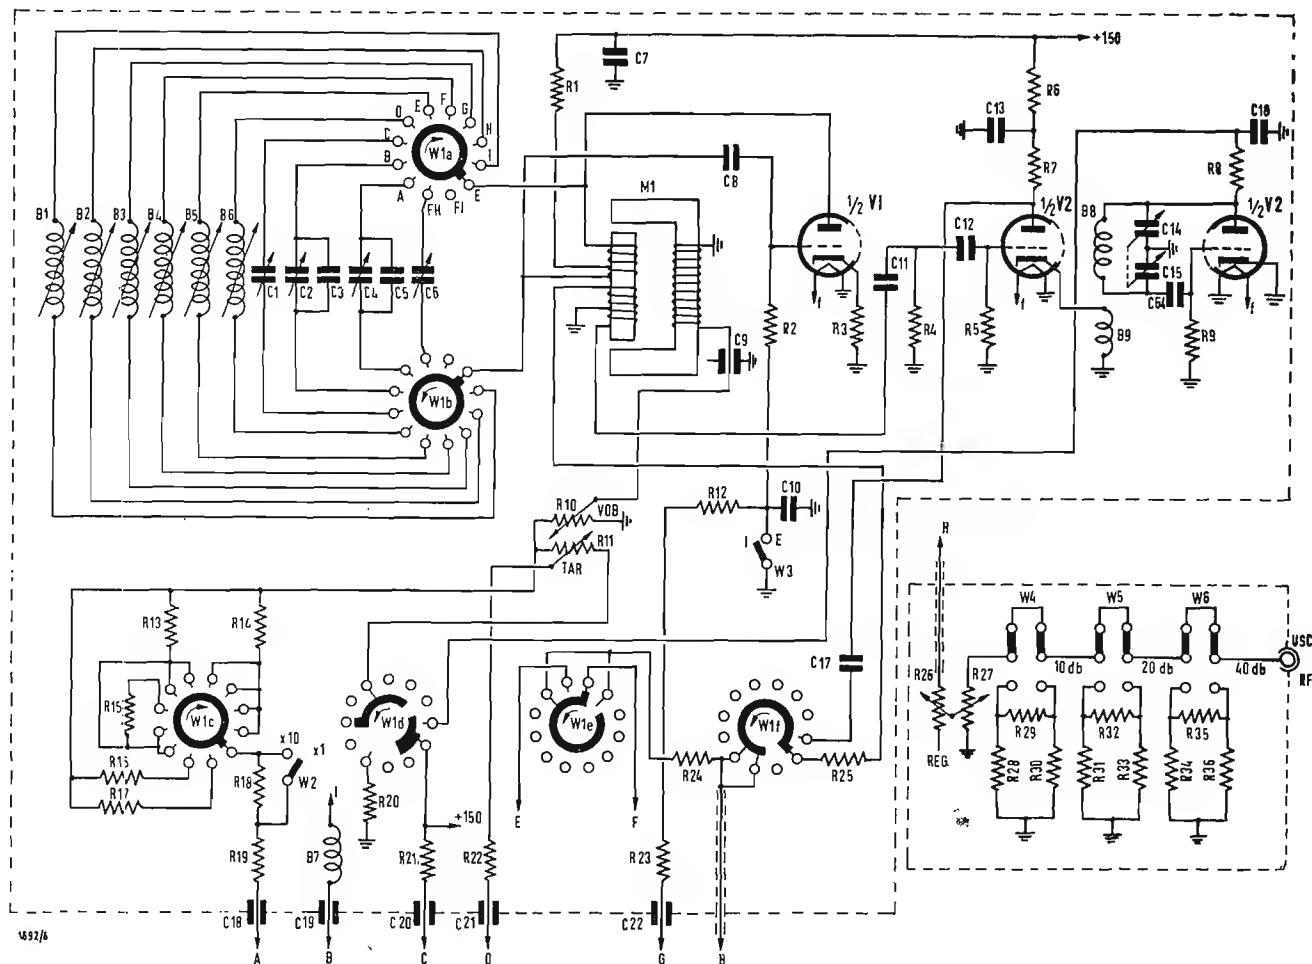 +150
C7
R1
R6
C13
C16
R7
R8
E F G
D H
C I
W1a
B
A E
FH FI
C8
M1
½ V1
½ V2
½ V2
B8
C14
C15
C64
C12
C11
B1 B2 B3 B4 B5 B6
C1 C2 C3 C4 C5 C6
f f f
R2 R3 R4 R5 B9 R9
C9
W1b
R12 C10
R10 VOB
R11
TAR
I E
W3
H
R13 R14
C17
W4 W5 W6
USC
RF
10 db 20 db 40 db
R26 R27
R15
W1c
W1d
W1e
W1f
REG.
R29 R32 R35
R28 R30 R31 R33 R34 R36
x10 x1
R16
R18 W2
R17
R24 R25
R20
E F
+150
I
R19 B7 R21 R22 R23
C18 C19 C20 C21 C22
A B C D G H
1692/6